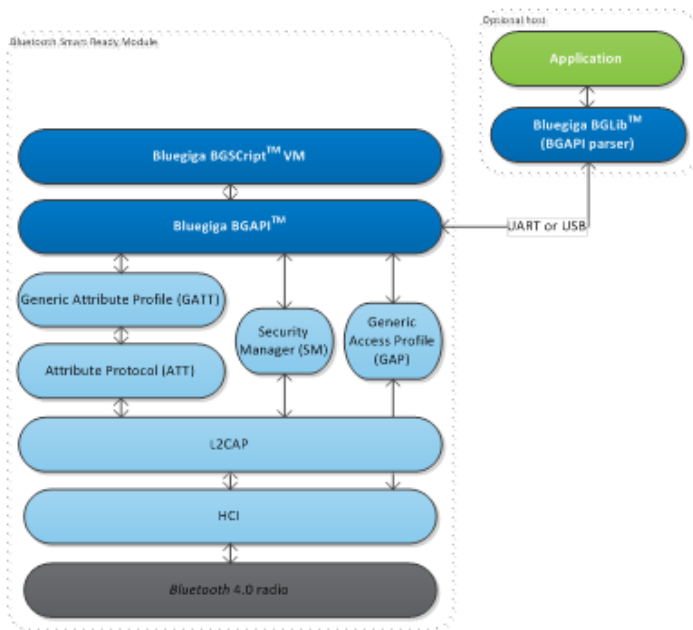 Optional host
Bluetooth Smart Ready Module
Application
Bluegiga BGLib™
(BGAPI parser)
Bluegiga BGSCript™ VM
Bluegiga BGAPI™
UART or USB
Generic Attribute Profile (GATT)
Security
Manager (SM)
Generic
Access Profile
(GAP)
Attribute Protocol (ATT)
L2CAP
HCI
Bluetooth 4.0 radio